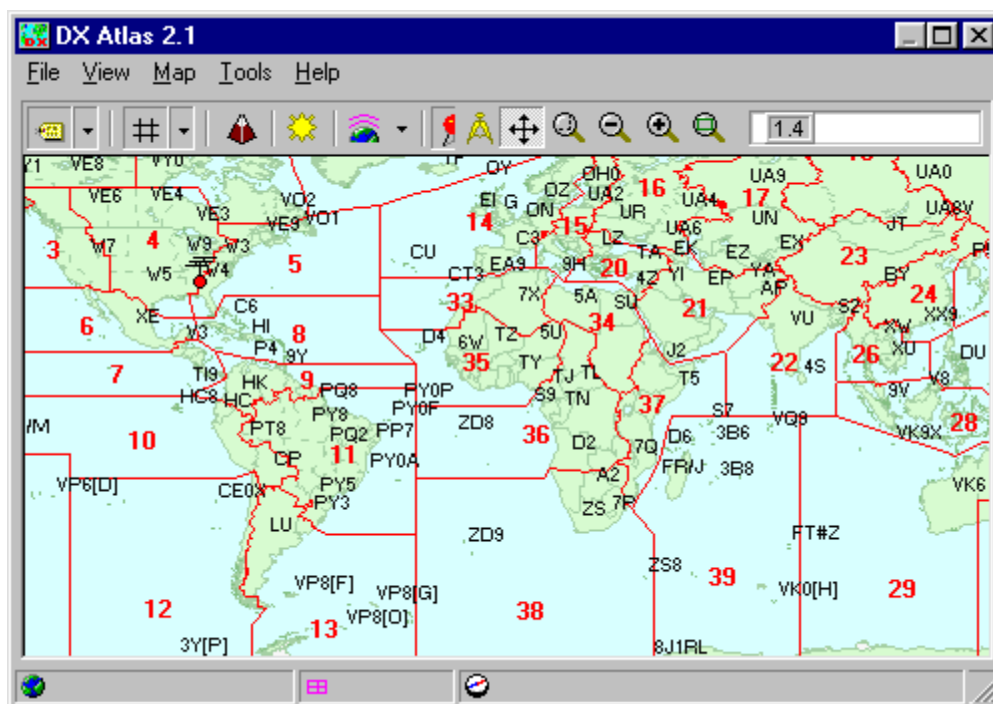 DX Atlas 2.1
File View Map Tools Help
1.4
VE8 VY0 TF OY OH0 UA9 UA0
VE6 VE4 VO2 EI G OZ UA2 16 UA4 17 UA8V
VE3 VE9 VO1 14 ON UR UN JT
3 W7 4 W9 W3 C3 15 LZ UA6 EX 23
5 CU TA EK EZ
W5 W4 CT3 EA9 9H 20 4Z YI EP YA BY
33 7X 5A SU 21 AP S2 24
6 XE C6 34 VU XW XX9
V3 HI 8 D4 6W TZ 5U J2 22 26 XU DU
P4 9Y 35 TY 4S
7 TI9 HK 9 TJ TL T5 V8
HC8 HC PQ8 PY0P S9 TN 37 9V
PY8 PY0F ZD8 36 S7 VQ9 28
10 PT8 PQ2 PP7 D2 7Q D6 3B6 VK9X
11 PY0A
CP A2 FR/J 3B8
VP6[D] CE0X PY5 7P VK6
PY3 ZS
LU ZD9 FT#Z
ZS8
VP8[F] 39 VK0[H] 29
12 VP8[G] 38
13 VP8[O]
3Y[P] 8J1RL